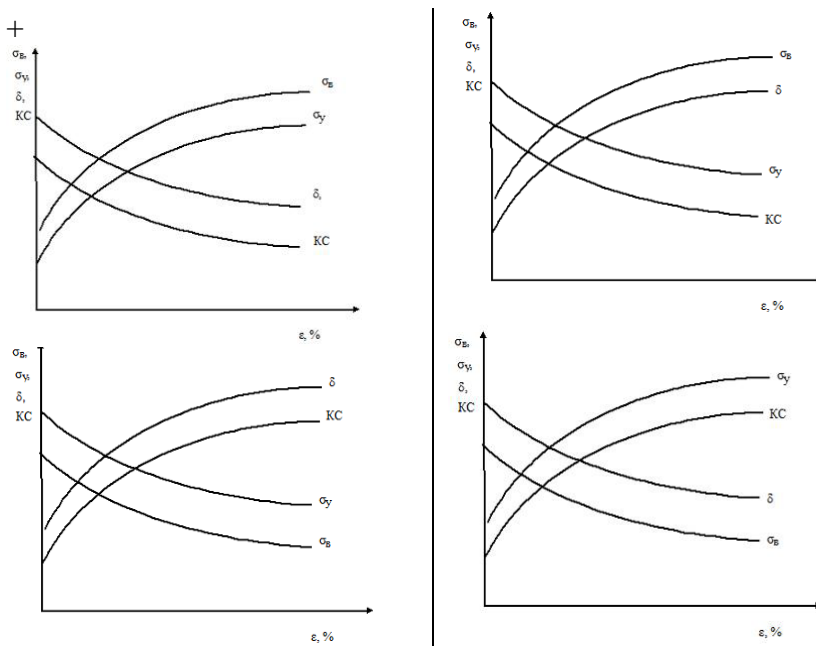 +
σв,
σу,
δ,
КС
σв
σу
δ,
КС
ε, %
σв,
σу,
δ,
КС
σв
δ
σу
КС
ε, %
σв,
σу,
δ,
КС
δ
КС
σу
σв
ε, %
σв,
σу,
δ,
КС
σу
КС
δ
σв
ε, %